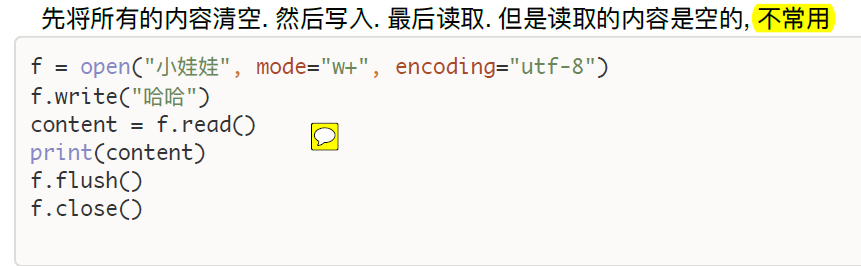 先将所有的内容清空. 然后写入. 最后读取. 但是读取的内容是空的, 不常用
f = open("小娃娃", mode="w+", encoding="utf-8")
f.write("哈哈")
content = f.read()
print(content)
f.flush()
f.close()